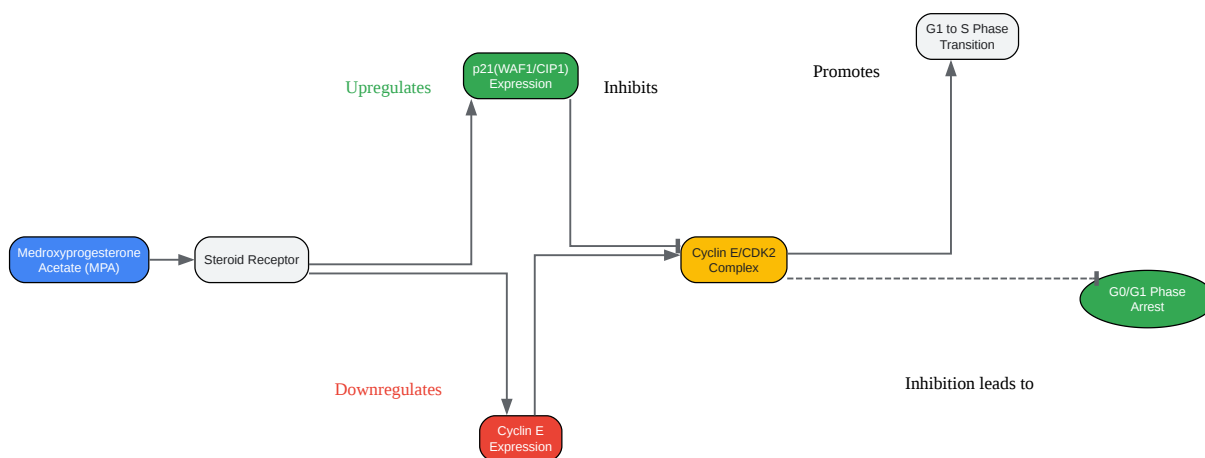 G1 to S Phase
Transition
p21(WAF1/CIP1)
Expression
Upregulates
Inhibits
Promotes
Medroxyprogesterone
Acetate (MPA)
Steroid Receptor
Cyclin E/CDK2
Complex
G0/G1 Phase
Arrest
Downregulates
Inhibition leads to
Cyclin E
Expression